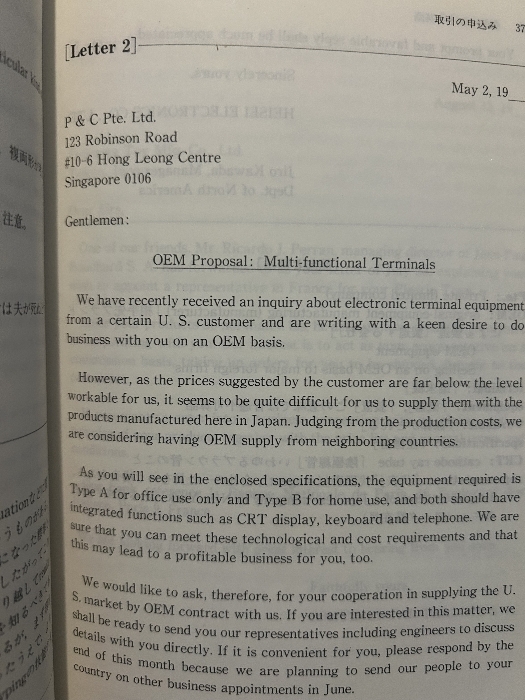 取引の申込み 37
[Letter 2]
May 2, 19
P & C Pte. Ltd.
123 Robinson Road
#10-6 Hong Leong Centre
Singapore 0106
Gentlemen:
OEM Proposal: Multi-functional Terminals
We have recently received an inquiry about electronic terminal equipment
from a certain U. S. customer and are writing with a keen desire to do
business with you on an OEM basis.
However, as the prices suggested by the customer are far below the level
workable for us, it seems to be quite difficult for us to supply them with the
products manufactured here in Japan. Judging from the production costs, we
are considering having OEM supply from neighboring countries.
As you will see in the enclosed specifications, the equipment required is
Type A for office use only and Type B for home use, and both should have
integrated functions such as CRT display, keyboard and telephone. We are
sure that you can meet these technological and cost requirements and that
this may lead to a profitable business for you, too.
We would like to ask, therefore, for your cooperation in supplying the U.
S. market by OEM contract with us. If you are interested in this matter, we
shall be ready to send you our representatives including engineers to discuss
details with you directly. If it is convenient for you, please respond by the
end of this month because we are planning to send our people to your
country on other business appointments in June.